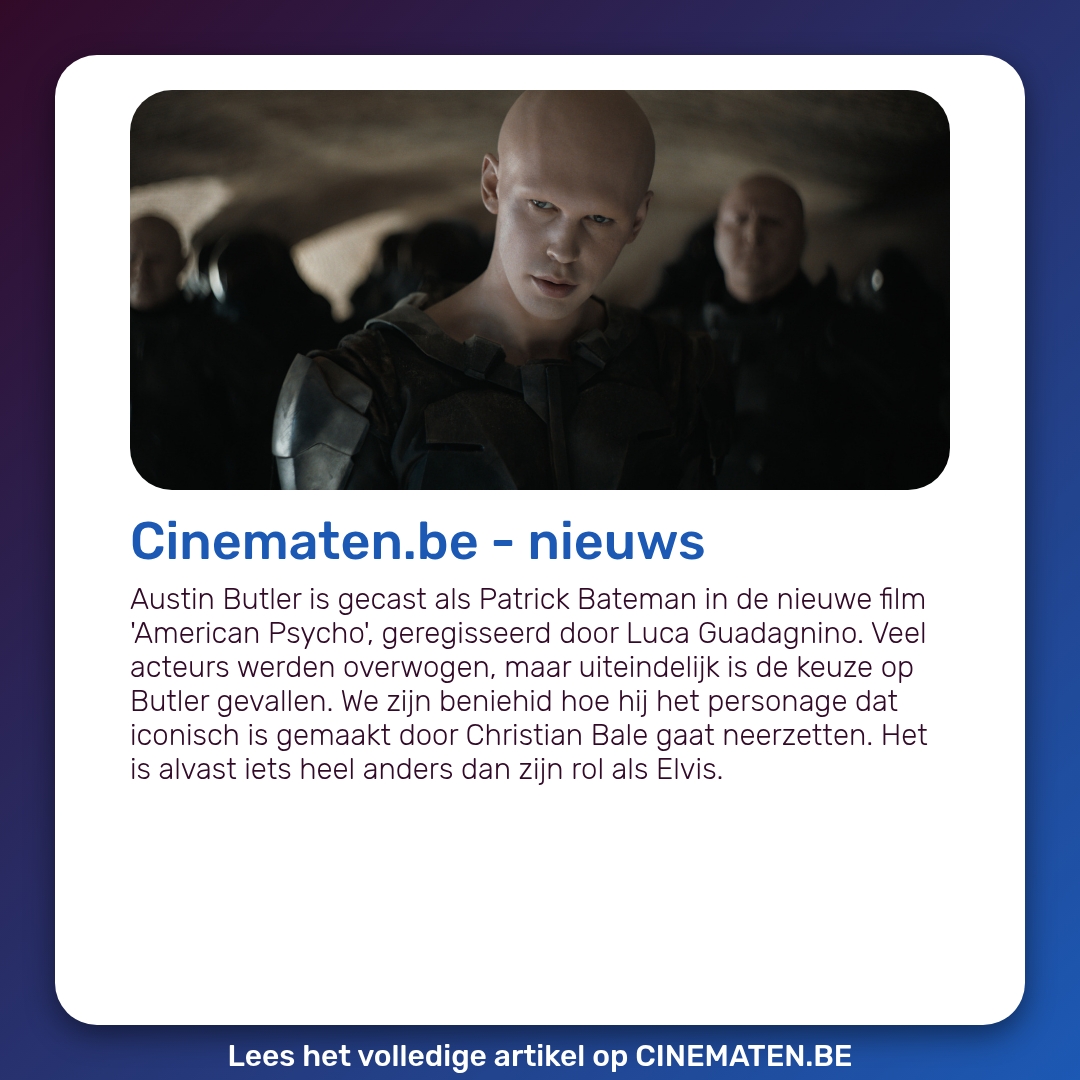 Cinematen.be - nieuws
Austin Butler is gecast als Patrick Bateman in de nieuwe film
'American Psycho', geregisseerd door Luca Guadagnino. Veel
acteurs werden overwogen, maar uiteindelijk is de keuze op
Butler gevallen. We zijn beniehid hoe hij het personage dat
iconisch is gemaakt door Christian Bale gaat neerzetten. Het
is alvast iets heel anders dan zijn rol als Elvis.
Lees het volledige artikel op CINEMATEN.BE